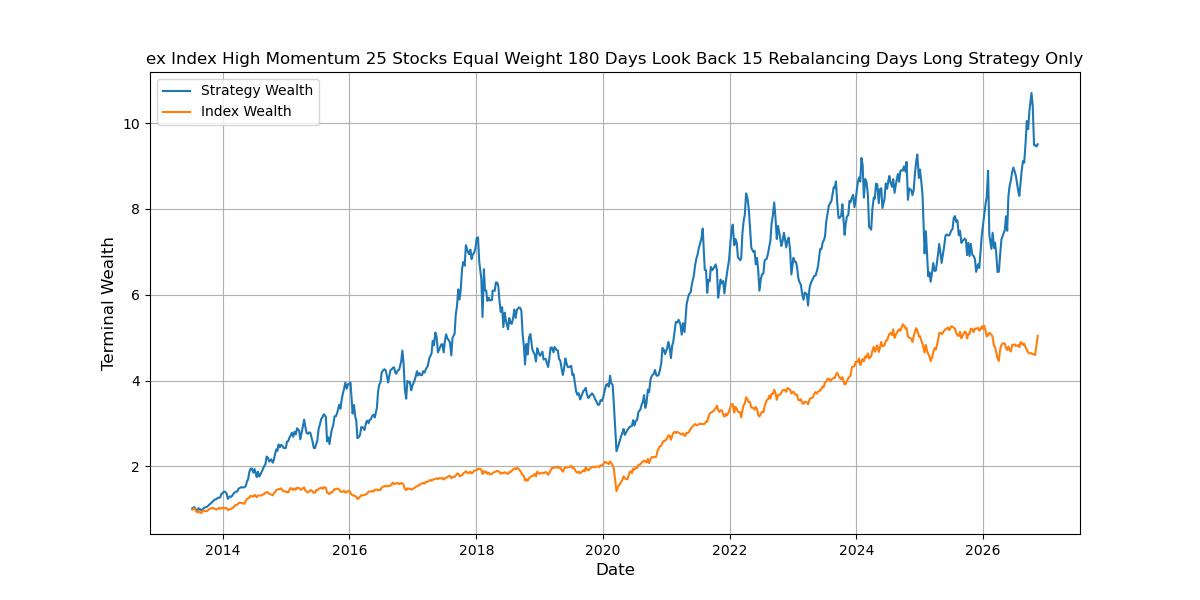 ex Index High Momentum 25 Stocks Equal Weight 180 Days Look Back 15 Rebalancing Days Long Strategy Only
Strategy Wealth
Index Wealth
Terminal Wealth
10
8
6
4
2
2014 2016 2018 2020 2022 2024 2026
Date